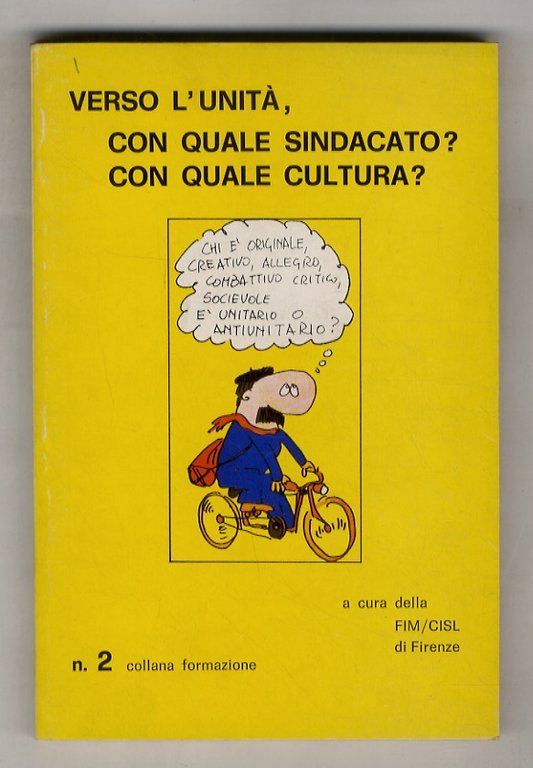 VERSO L'UNITÀ,
CON QUALE SINDACATO?
CON QUALE CULTURA?
CHI E' ORIGINALE,
CREATIVO, ALLEGRO,
COMBATTIVO CRITICO,
SOCIEVOLE
E' UNITARIO O
ANTIUNITARIO?
a cura della
FIM/CISL
di Firenze
n. 2 collana formazione